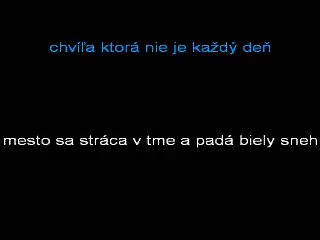 chvíľa ktorá nie je každý deň
mesto sa stráca v tme a padá biely sneh